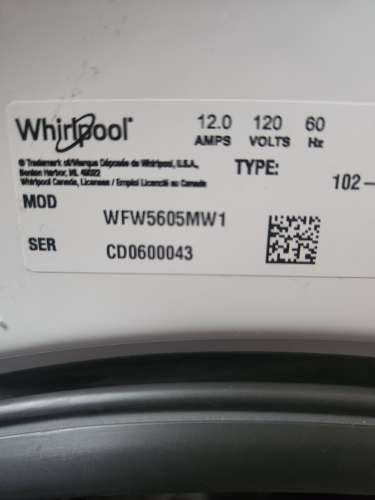 Whirlpool® 12.0 120 60
AMPS VOLTS Hz
® Trademark of/Marque Déposée de Whirlpool, U.S.A.,
Benton Harbor, MI. 49022
Whirlpool Canada, Licensee / Emploi Licencié au Canada
TYPE: 102-
MOD WFW5605MW1
SER CD0600043